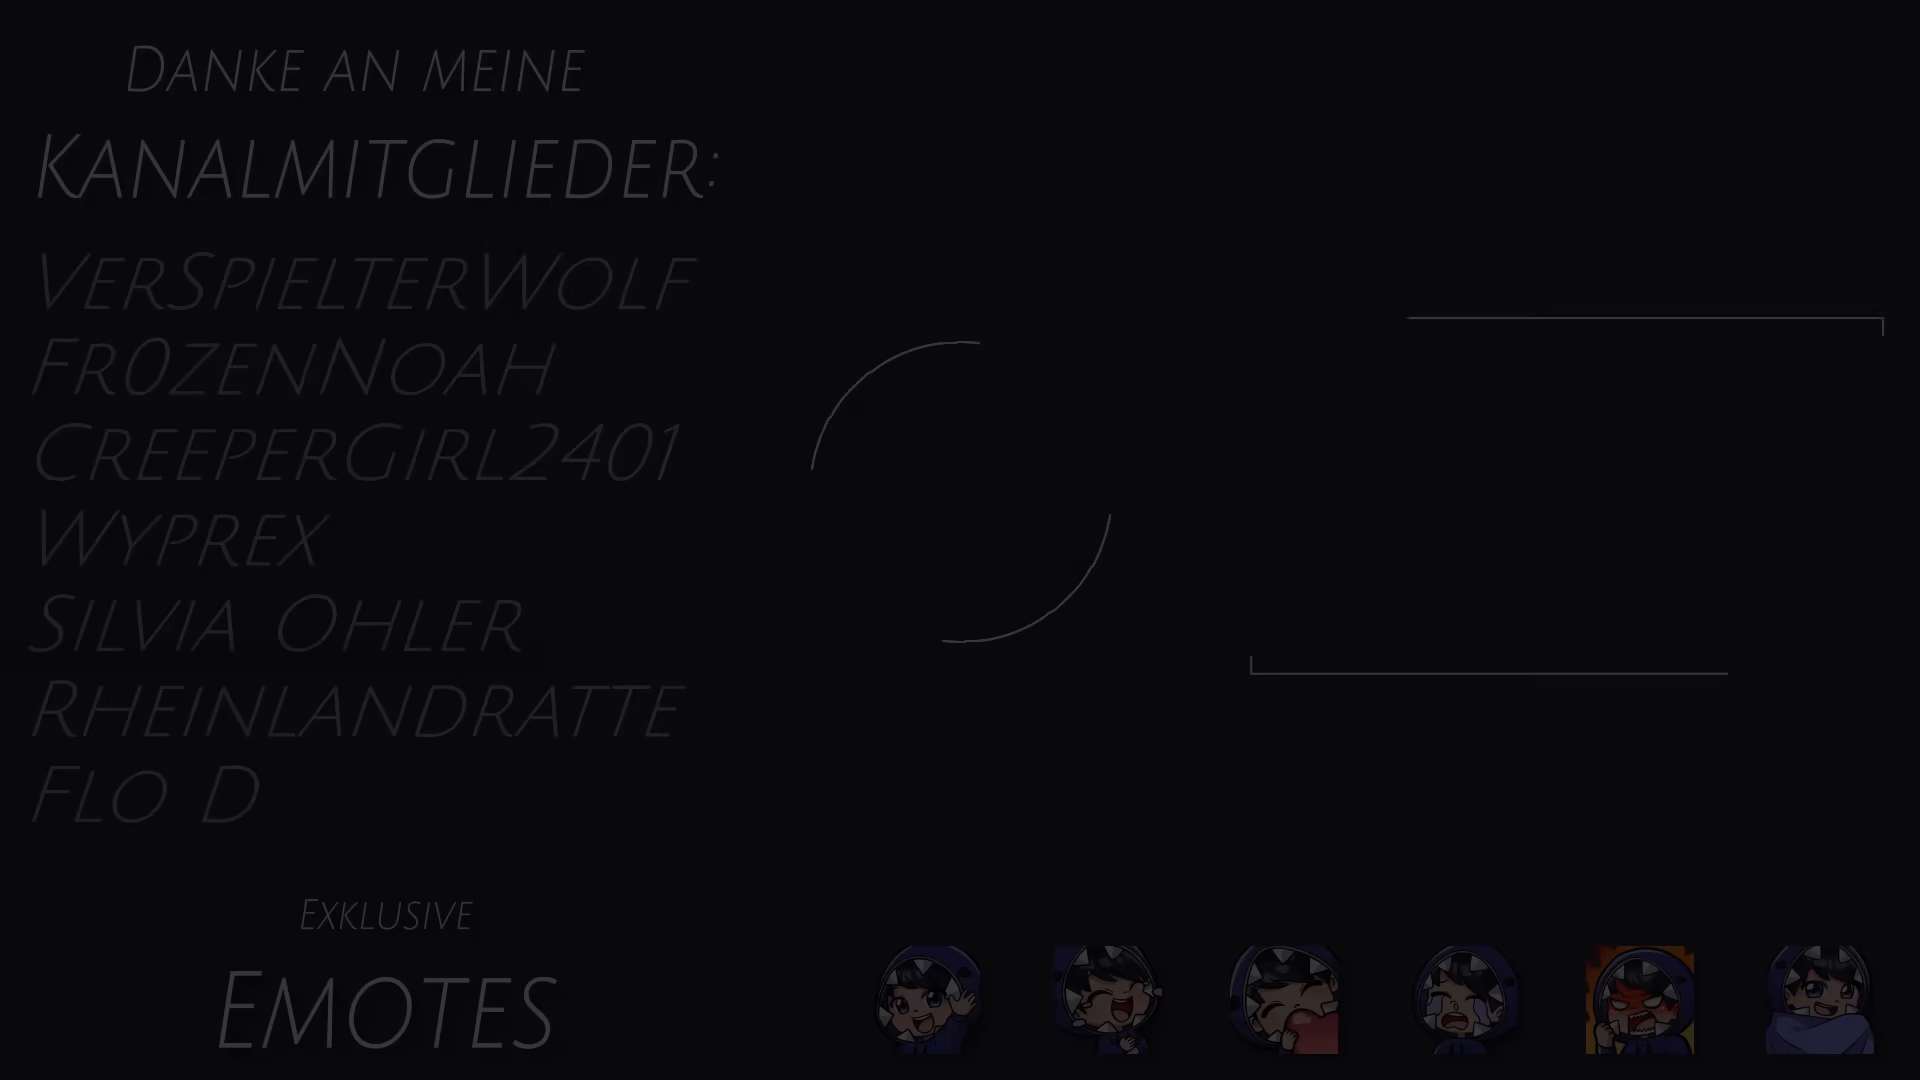 Danke an meine
Kanalmitglieder:
VerSpielterWolf
Fr0zenNoah
CreeperGirl2401
Wyprex
Silvia Ohler
Rheinlandratte
Flo D
Exklusive
Emotes